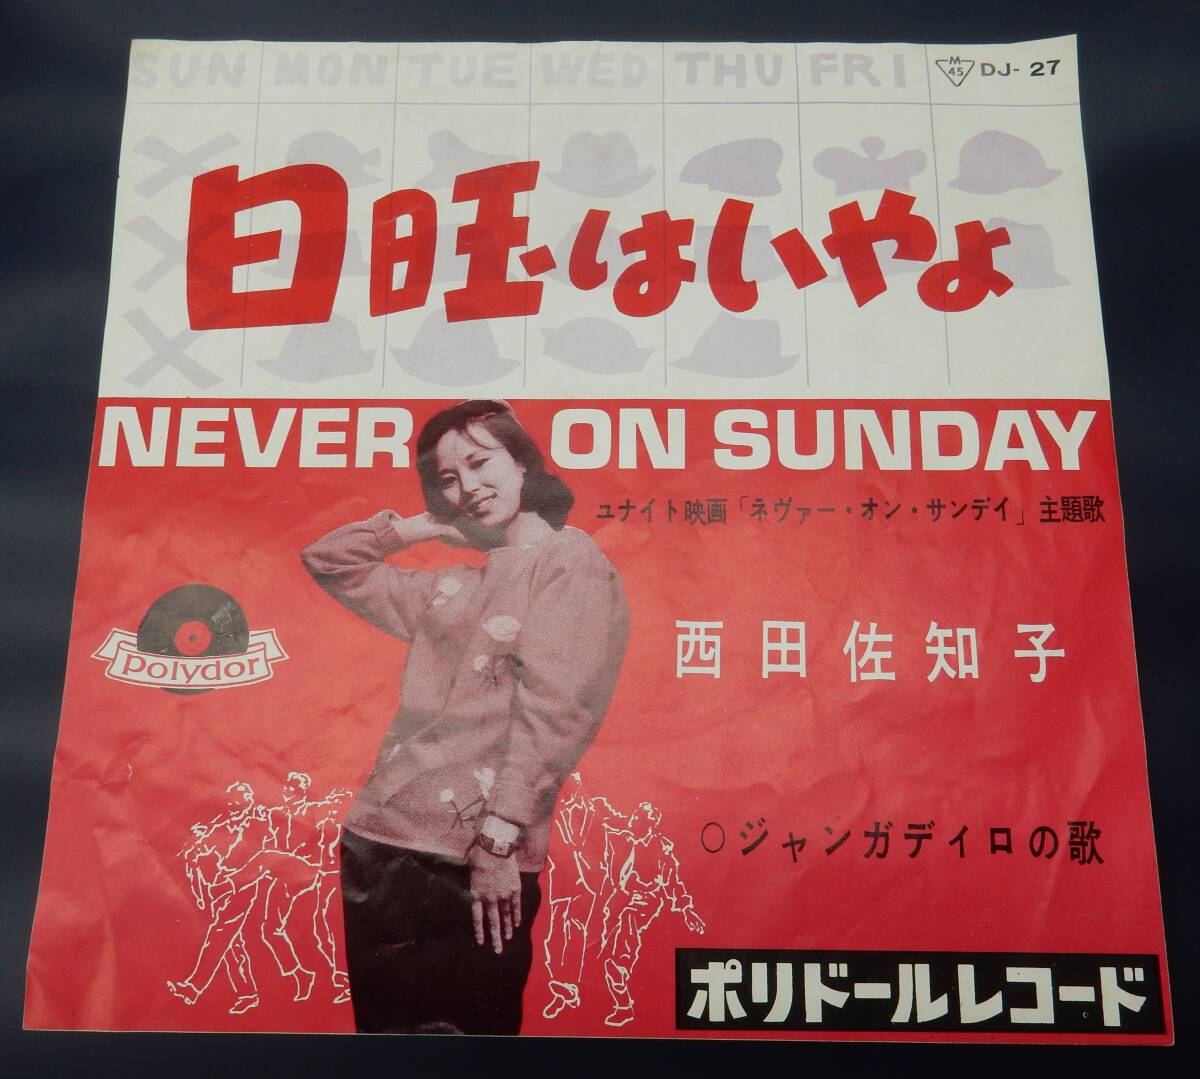 SUN MON TUE WED THU FRI
M 45 DJ- 27
日曜はいやよ
NEVER ON SUNDAY
ユナイト映画「ネヴァー・オン・サンデイ」主題歌
西田佐知子
polydor
○ジャンガディロの歌
ポリドールレコード